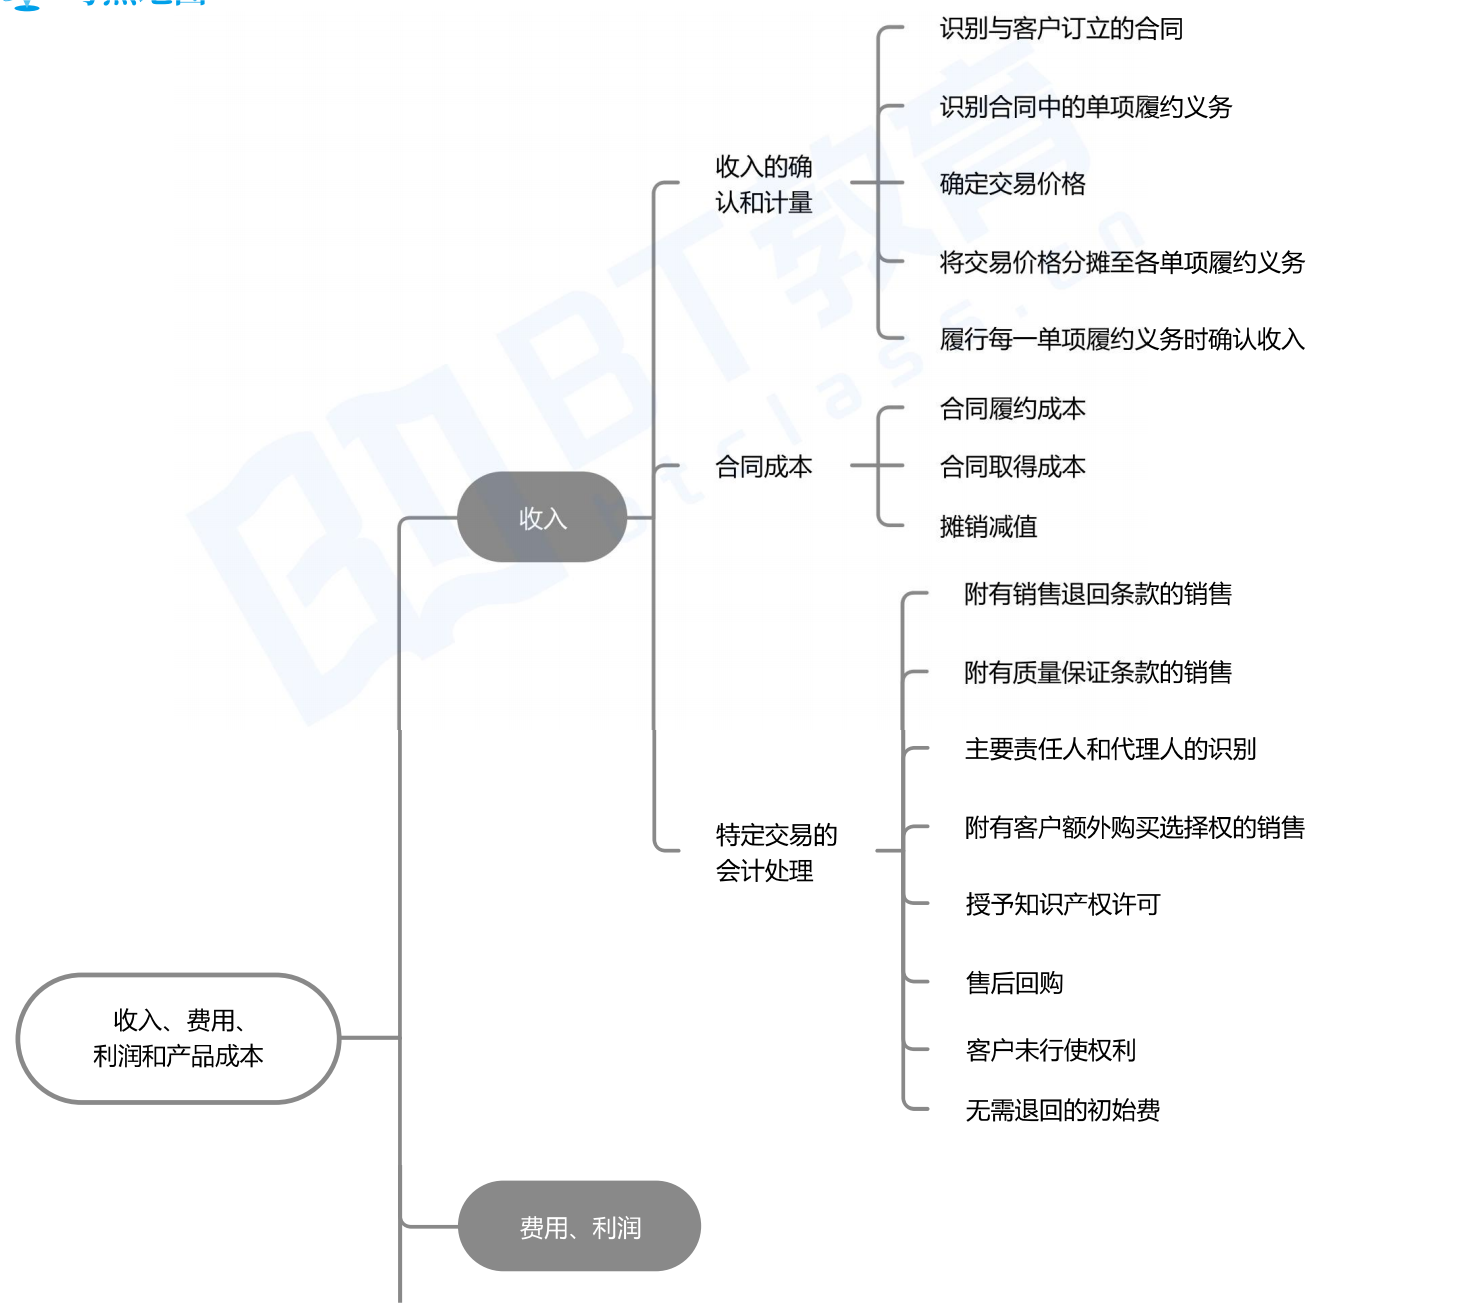 识别与客户订立的合同
识别合同中的单项履约义务
收入的确
认和计量
确定交易价格
将交易价格分摊至各单项履约义务
履行每一单项履约义务时确认收入
合同履约成本
合同成本
合同取得成本
摊销减值
收入
附有销售退回条款的销售
附有质量保证条款的销售
主要责任人和代理人的识别
特定交易的
会计处理
附有客户额外购买选择权的销售
授予知识产权许可
售后回购
客户未行使权利
无需退回的初始费
收入、费用、
利润和产品成本
费用、利润
BT教育
btclass.cn